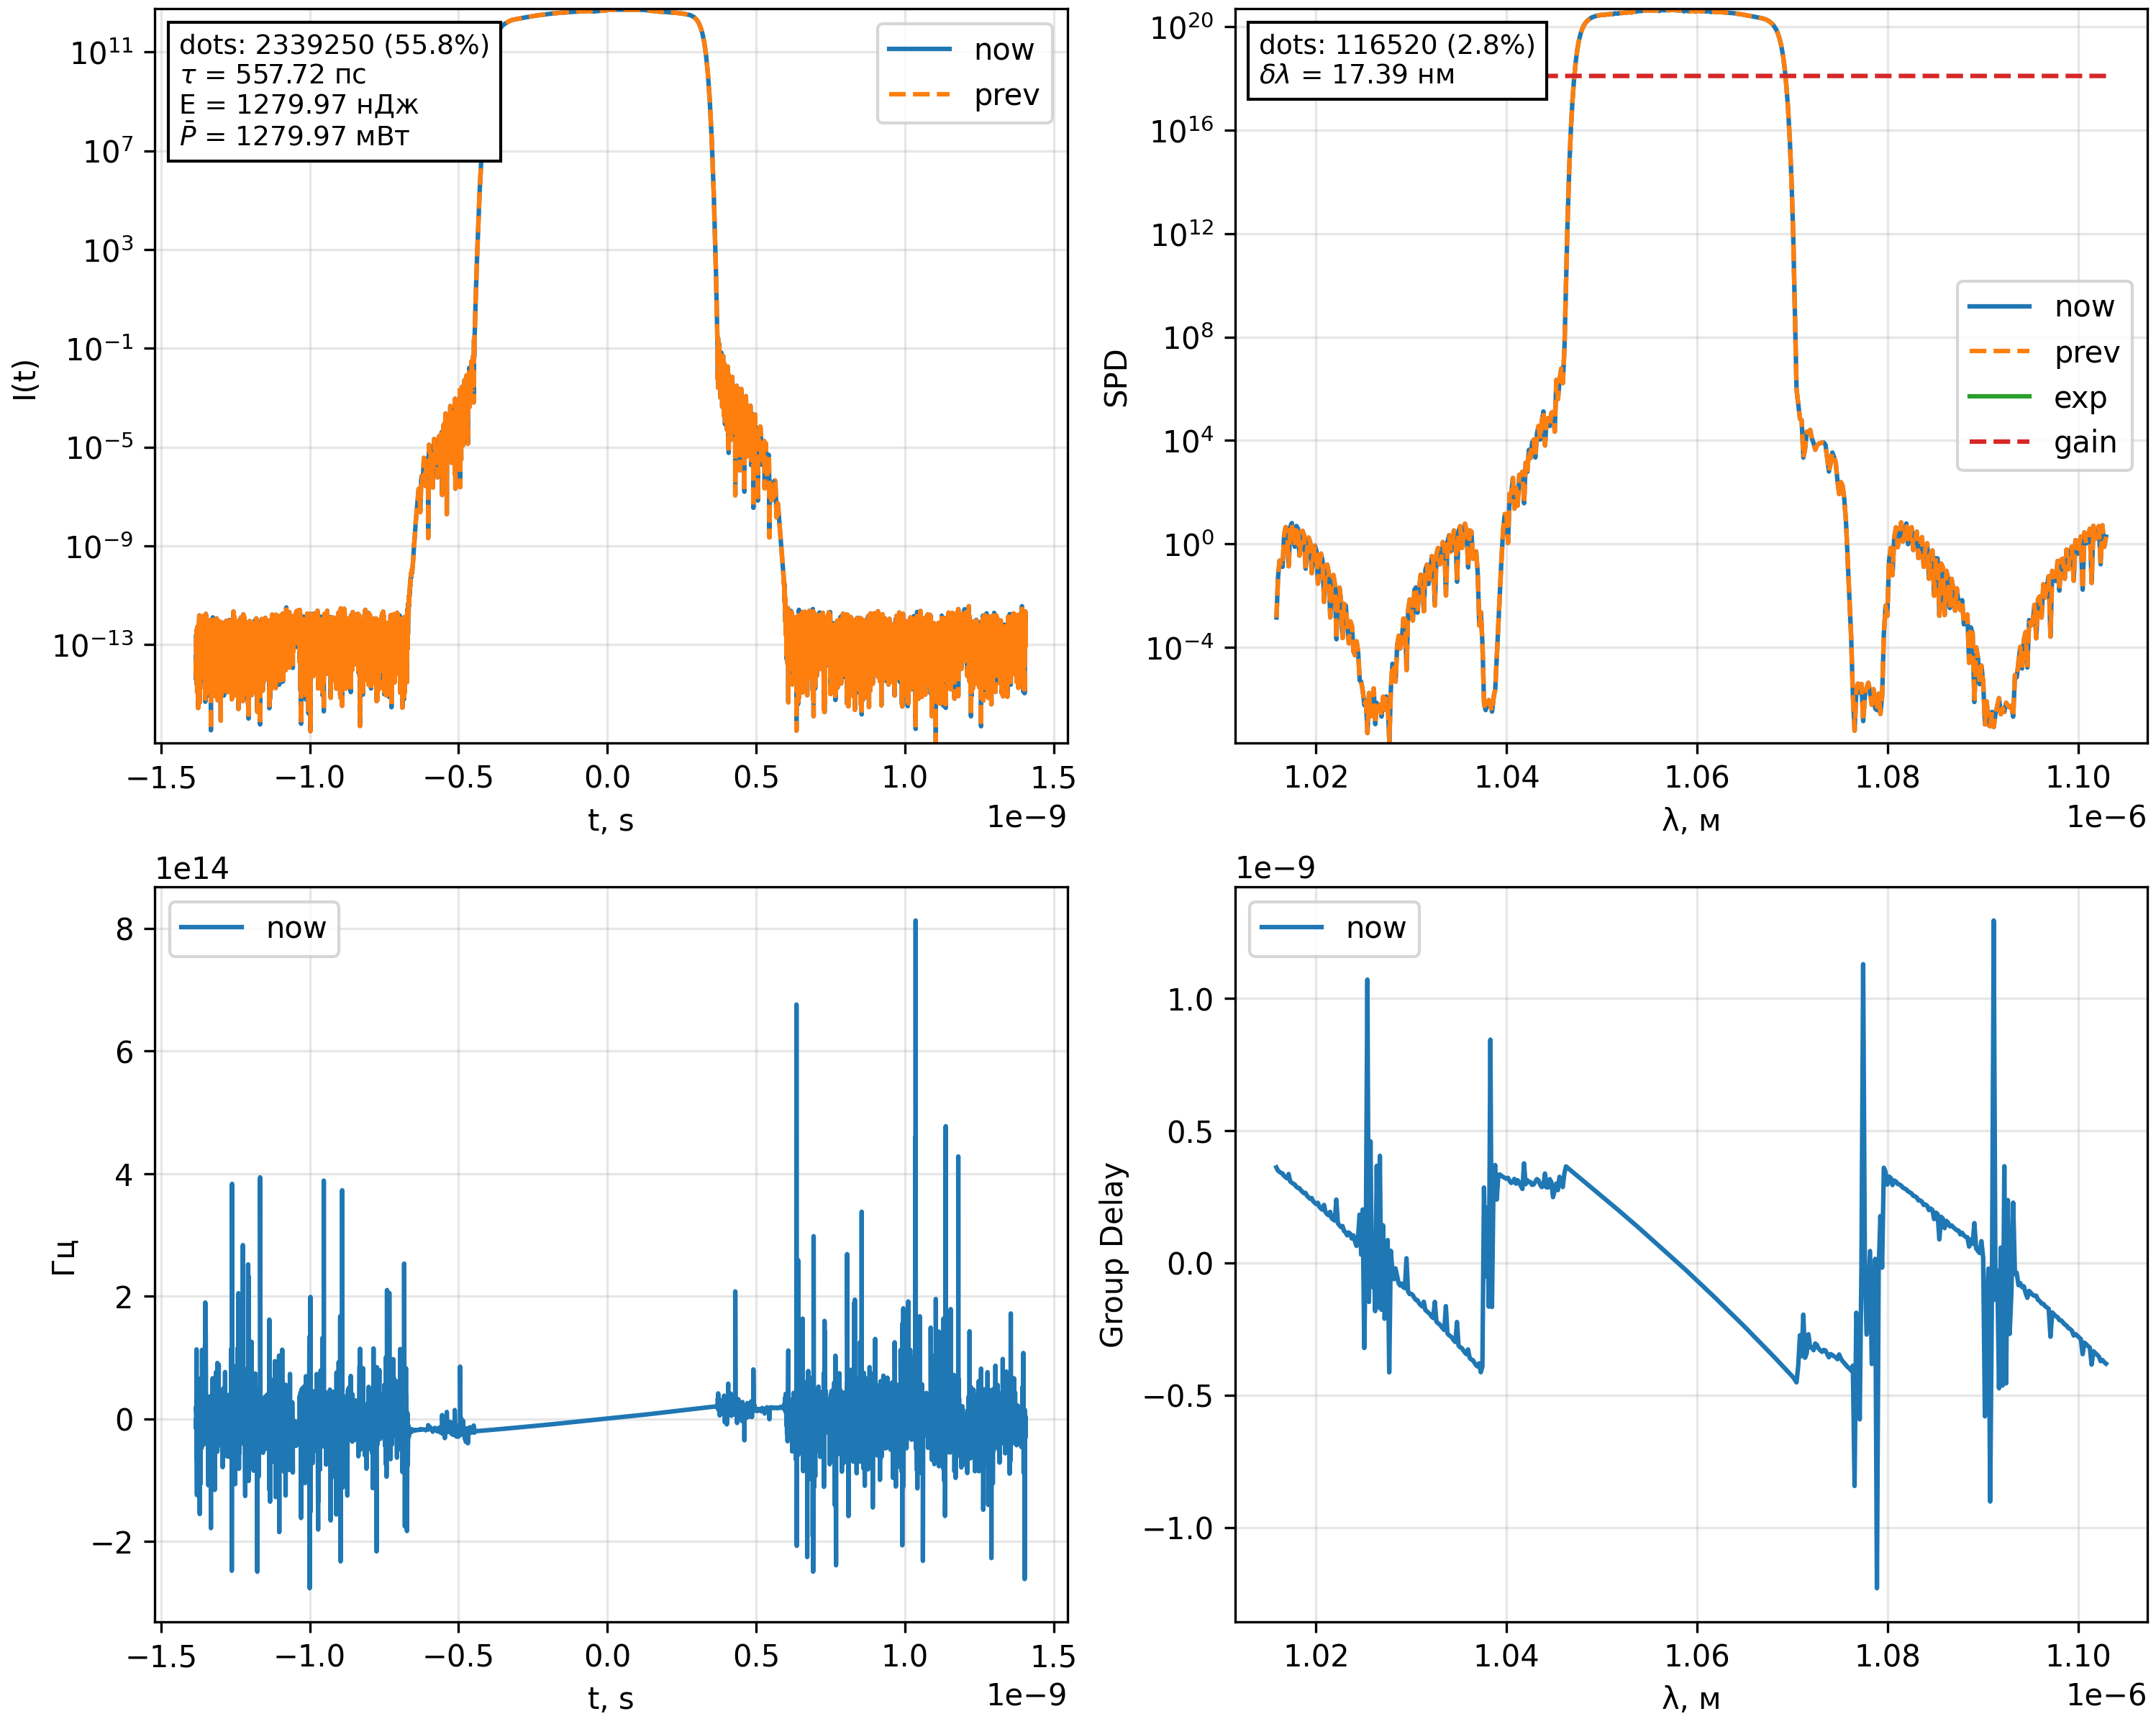 dots: 2339250 (55.8%)
τ = 557.72 пс
E = 1279.97 нДж
P̄ = 1279.97 мВт
now
prev
10¹¹
10⁷
10³
10⁻¹
10⁻⁵
10⁻⁹
10⁻¹³
I(t)
−1.5 −1.0 −0.5 0.0 0.5 1.0 1.5
t, s
1e−9
dots: 116520 (2.8%)
δλ = 17.39 нм
now
prev
exp
gain
10²⁰
10¹⁶
10¹²
10⁸
10⁴
10⁰
10⁻⁴
SPD
1.02 1.04 1.06 1.08 1.10
λ, м
1e−6
1e14
now
8
6
4
2
0
−2
Гц
−1.5 −1.0 −0.5 0.0 0.5 1.0 1.5
t, s
1e−9
1e−9
now
1.0
0.5
0.0
−0.5
−1.0
Group Delay
1.02 1.04 1.06 1.08 1.10
λ, м
1e−6